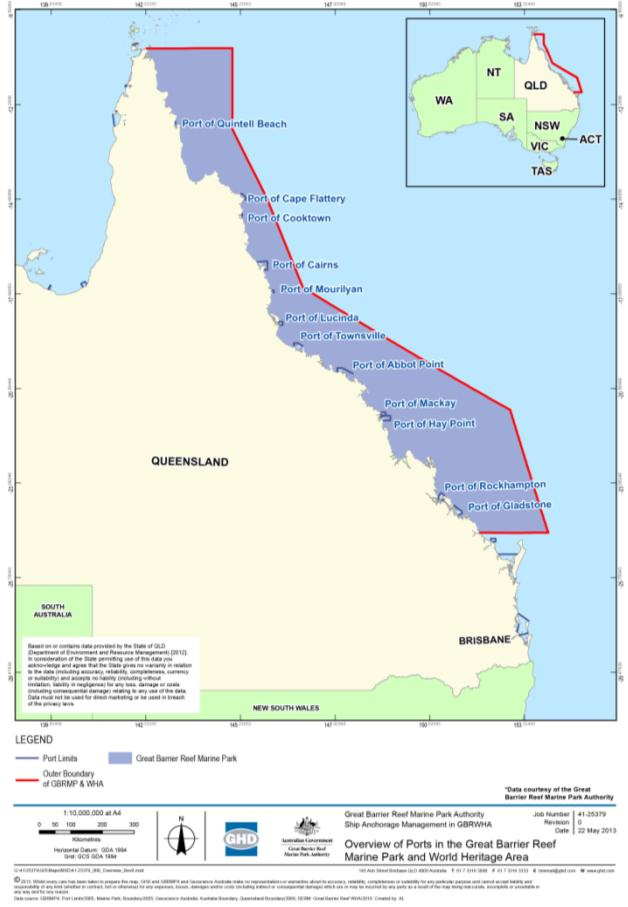 NT
QLD
WA
SA
NSW
ACT
VIC
TAS
Port of Quintell Beach
Port of Cape Flattery
Port of Cooktown
Port of Cairns
Port of Mourilyan
Port of Lucinda
Port of Townsville
Port of Abbot Point
Port of Mackay
Port of Hay Point
QUEENSLAND
Port of Rockhampton
Port of Gladstone
SOUTH
AUSTRALIA
BRISBANE
Based on or contains data provided by the State of QLD
(Department of Environment and Resource Management) [2012].
In consideration of the State permitting use of this data you
acknowledge and agree that the State gives no warranty in relation
to the data (including accuracy, reliability, completeness, currency
or suitability) and accepts no liability (including without
limitation, liability in negligence) for any loss, damage or costs
(including consequential damage) relating to any use of the data.
Data must not be used for direct marketing or be used in breach
of the privacy laws.
NEW SOUTH WALES
LEGEND
Port Limits
Great Barrier Reef Marine Park
Outer Boundary
of GBRMP & WHA
*Data courtesy of the Great
Barrier Reef Marine Park Authority
1:10,000,000 at A4
0 50 100 200 300
Kilometres
Horizontal Datum: GDA 1994
Grid: GCS GDA 1994
N
GHD
Australian Government
Great Barrier Reef
Marine Park Authority
Great Barrier Reef Marine Park Authority
Ship Anchorage Management in GBRWHA
Overview of Ports in the Great Barrier Reef
Marine Park and World Heritage Area
Job Number 41-25379
Revision 0
Date 22 May 2013